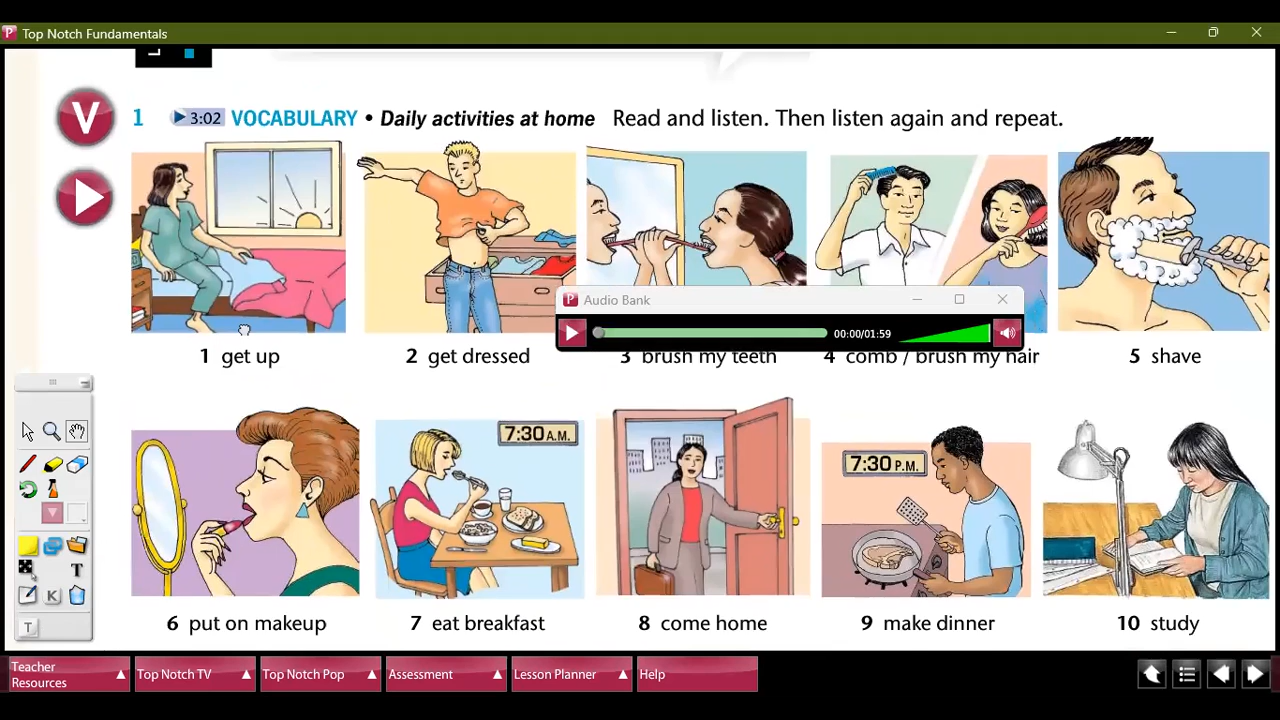 Top Notch Fundamentals
V
1 3:02 VOCABULARY • Daily activities at home Read and listen. Then listen again and repeat.
Audio Bank
00:00/01:59
1 get up
2 get dressed
3 brush my teeth
4 comb / brush my hair
5 shave
7:30 A.M.
7:30 P.M.
6 put on makeup
7 eat breakfast
8 come home
9 make dinner
10 study
T
K
T
Teacher
Resources
Top Notch TV
Top Notch Pop
Assessment
Lesson Planner
Help